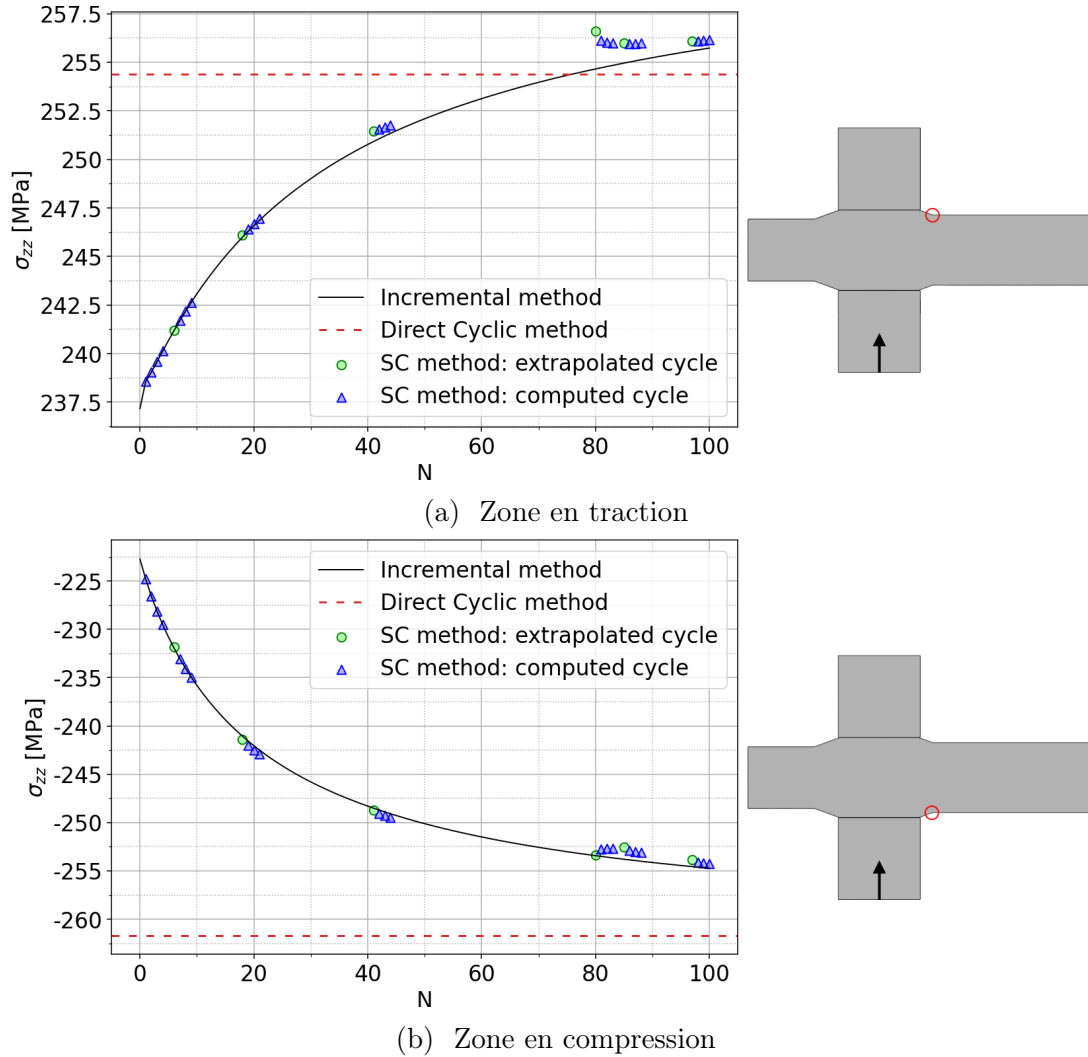 257.5
255
252.5
250
247.5
245
242.5
240
237.5
σzz [MPa]
Incremental method
Direct Cyclic method
SC method: extrapolated cycle
SC method: computed cycle
0 20 40 60 80 100
N
(a) Zone en traction
-225
-230
-235
-240
-245
-250
-255
-260
σzz [MPa]
Incremental method
Direct Cyclic method
SC method: extrapolated cycle
SC method: computed cycle
0 20 40 60 80 100
N
(b) Zone en compression